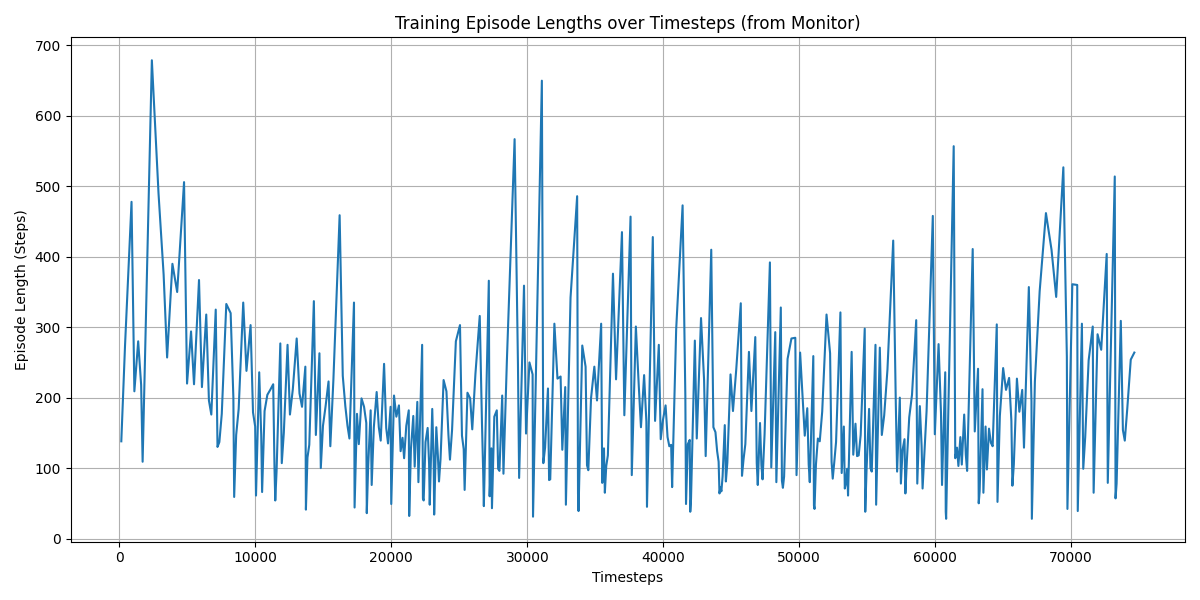 Training Episode Lengths over Timesteps (from Monitor)
Episode Length (Steps)
700
600
500
400
300
200
100
0
0 10000 20000 30000 40000 50000 60000 70000
Timesteps